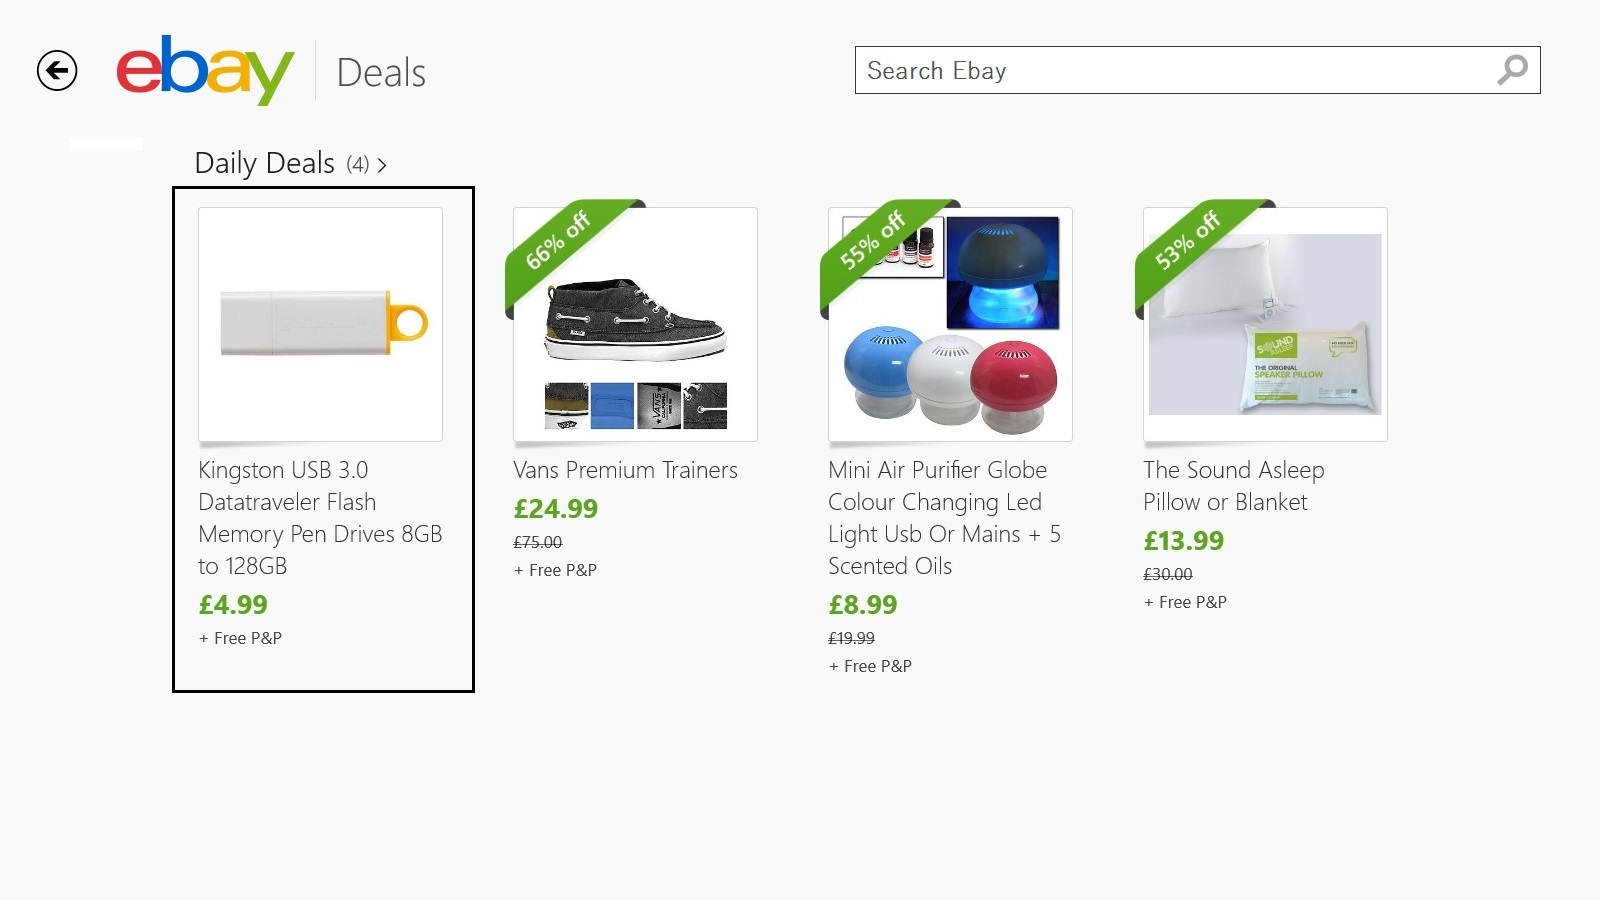 ebay
Deals
Search Ebay
Daily Deals (4) >
Kingston USB 3.0
Datatraveler Flash
Memory Pen Drives 8GB
to 128GB
£4.99
+ Free P&P
66% off
VANS
Vans Premium Trainers
£24.99
£75.00
+ Free P&P
55% off
Mini Air Purifier Globe
Colour Changing Led
Light Usb Or Mains + 5
Scented Oils
£8.99
£19.99
+ Free P&P
53% off
SOUND
ASLEEP
THE ORIGINAL
SPEAKER PILLOW
The Sound Asleep
Pillow or Blanket
£13.99
£30.00
+ Free P&P